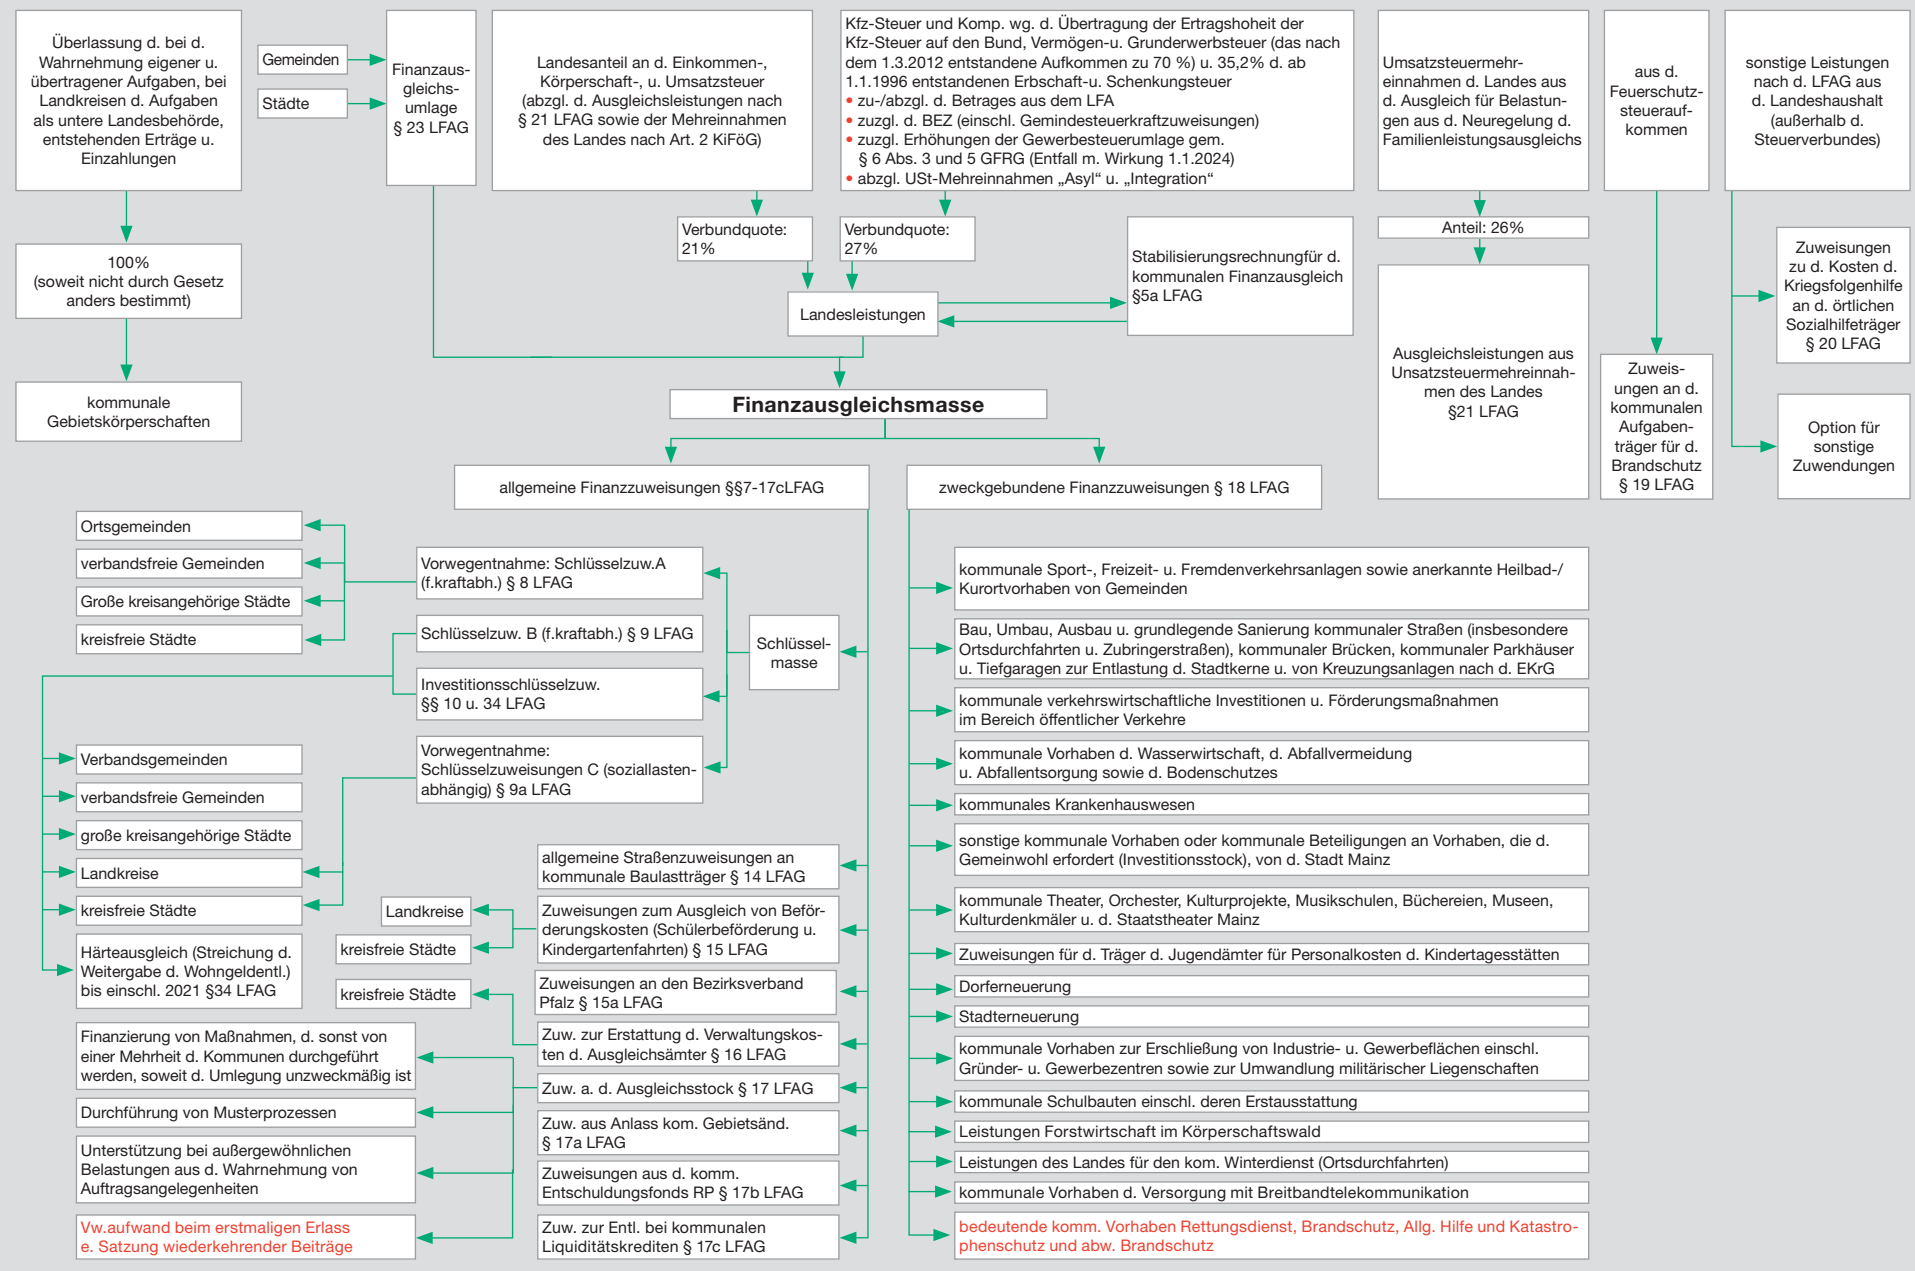 Überlassung d. bei d.
Wahrnehmung eigener u.
übertragener Aufgaben, bei
Landkreisen d. Aufgaben
als untere Landesbehörde,
entstehenden Erträge u.
Einzahlungen
100%
(soweit nicht durch Gesetz
anders bestimmt)
kommunale
Gebietskörperschaften
Gemeinden
Städte
Finanzaus-
gleichs-
umlage
§ 23 LFAG
Landesanteil an d. Einkommen-,
Körperschaft-, u. Umsatzsteuer
(abzgl. d. Ausgleichsleistungen nach
§ 21 LFAG sowie der Mehreinnahmen
des Landes nach Art. 2 KiFöG)
Verbundquote:
21%
Kfz-Steuer und Komp. wg. d. Übertragung der Ertragshoheit der
Kfz-Steuer auf den Bund, Vermögen-u. Grunderwerbsteuer (das nach
dem 1.3.2012 entstandene Aufkommen zu 70 %) u. 35,2% d. ab
1.1.1996 entstandenen Erbschaft-u. Schenkungsteuer
• zu-/abzgl. d. Betrages aus dem LFA
• zuzgl. d. BEZ (einschl. Gemindesteuerkraftzuweisungen)
• zuzgl. Erhöhungen der Gewerbesteuerumlage gem.
§ 6 Abs. 3 und 5 GFRG (Entfall m. Wirkung 1.1.2024)
• abzgl. USt-Mehreinnahmen „Asyl“ u. „Integration“
Verbundquote:
27%
Landesleistungen
Stabilisierungsrechnungfür d.
kommunalen Finanzausgleich
§5a LFAG
Umsatzsteuermehr-
einnahmen d. Landes aus
d. Ausgleich für Belastun-
gen aus d. Neuregelung d.
Familienleistungsausgleichs
Anteil: 26%
Ausgleichsleistungen aus
Unsatzsteuermehreinnah-
men des Landes
§21 LFAG
aus d.
Feuerschutz-
steuerauf-
kommen
Zuweis-
ungen an d.
kommunalen
Aufgaben-
träger für d.
Brandschutz
§ 19 LFAG
sonstige Leistungen
nach d. LFAG aus
d. Landeshaushalt
(außerhalb d.
Steuerverbundes)
Zuweisungen
zu d. Kosten d.
Kriegsfolgenhilfe
an d. örtlichen
Sozialhilfeträger
§ 20 LFAG
Option für
sonstige
Zuwendungen
Finanzausgleichsmasse
allgemeine Finanzzuweisungen §§7-17cLFAG
zweckgebundene Finanzzuweisungen § 18 LFAG
Ortsgemeinden
verbandsfreie Gemeinden
Große kreisangehörige Städte
kreisfreie Städte
Vorwegentnahme: Schlüsselzuw.A
(f.kraftabh.) § 8 LFAG
Schlüsselzuw. B (f.kraftabh.) § 9 LFAG
Investitionsschlüsselzuw.
§§ 10 u. 34 LFAG
Vorwegentnahme:
Schlüsselzuweisungen C (soziallasten-
abhängig) § 9a LFAG
Schlüssel-
masse
Verbandsgemeinden
verbandsfreie Gemeinden
große kreisangehörige Städte
Landkreise
kreisfreie Städte
Härteausgleich (Streichung d.
Weitergabe d. Wohngeldentl.)
bis einschl. 2021 §34 LFAG
allgemeine Straßenzuweisungen an
kommunale Baulastträger § 14 LFAG
Landkreise
kreisfreie Städte
Zuweisungen zum Ausgleich von Beför-
derungskosten (Schülerbeförderung u.
Kindergartenfahrten) § 15 LFAG
Zuweisungen an den Bezirksverband
Pfalz § 15a LFAG
kreisfreie Städte
Zuw. zur Erstattung d. Verwaltungskos-
ten d. Ausgleichsämter § 16 LFAG
Zuw. a. d. Ausgleichsstock § 17 LFAG
Zuw. aus Anlass kom. Gebietsänd.
§ 17a LFAG
Zuweisungen aus d. komm.
Entschuldungsfonds RP § 17b LFAG
Zuw. zur Entl. bei kommunalen
Liquiditätskrediten § 17c LFAG
Finanzierung von Maßnahmen, d. sonst von
einer Mehrheit d. Kommunen durchgeführt
werden, soweit d. Umlegung unzweckmäßig ist
Durchführung von Musterprozessen
Unterstützung bei außergewöhnlichen
Belastungen aus d. Wahrnehmung von
Auftragsangelegenheiten
Vw.aufwand beim erstmaligen Erlass
e. Satzung wiederkehrender Beiträge
kommunale Sport-, Freizeit- u. Fremdenverkehrsanlagen sowie anerkannte Heilbad-/
Kurortvorhaben von Gemeinden
Bau, Umbau, Ausbau u. grundlegende Sanierung kommunaler Straßen (insbesondere
Ortsdurchfahrten u. Zubringerstraßen), kommunaler Brücken, kommunaler Parkhäuser
u. Tiefgaragen zur Entlastung d. Stadtkerne u. von Kreuzungsanlagen nach d. EKrG
kommunale verkehrswirtschaftliche Investitionen u. Förderungsmaßnahmen
im Bereich öffentlicher Verkehre
kommunale Vorhaben d. Wasserwirtschaft, d. Abfallvermeidung
u. Abfallentsorgung sowie d. Bodenschutzes
kommunales Krankenhauswesen
sonstige kommunale Vorhaben oder kommunale Beteiligungen an Vorhaben, die d.
Gemeinwohl erfordert (Investitionsstock), von d. Stadt Mainz
kommunale Theater, Orchester, Kulturprojekte, Musikschulen, Büchereien, Museen,
Kulturdenkmäler u. d. Staatstheater Mainz
Zuweisungen für d. Träger d. Jugendämter für Personalkosten d. Kindertagesstätten
Dorferneuerung
Stadterneuerung
kommunale Vorhaben zur Erschließung von Industrie- u. Gewerbeflächen einschl.
Gründer- u. Gewerbezentren sowie zur Umwandlung militärischer Liegenschaften
kommunale Schulbauten einschl. deren Erstausstattung
Leistungen Forstwirtschaft im Körperschaftswald
Leistungen des Landes für den kom. Winterdienst (Ortsdurchfahrten)
kommunale Vorhaben d. Versorgung mit Breitbandtelekommunikation
bedeutende komm. Vorhaben Rettungsdienst, Brandschutz, Allg. Hilfe und Katastro-
phenschutz und abw. Brandschutz